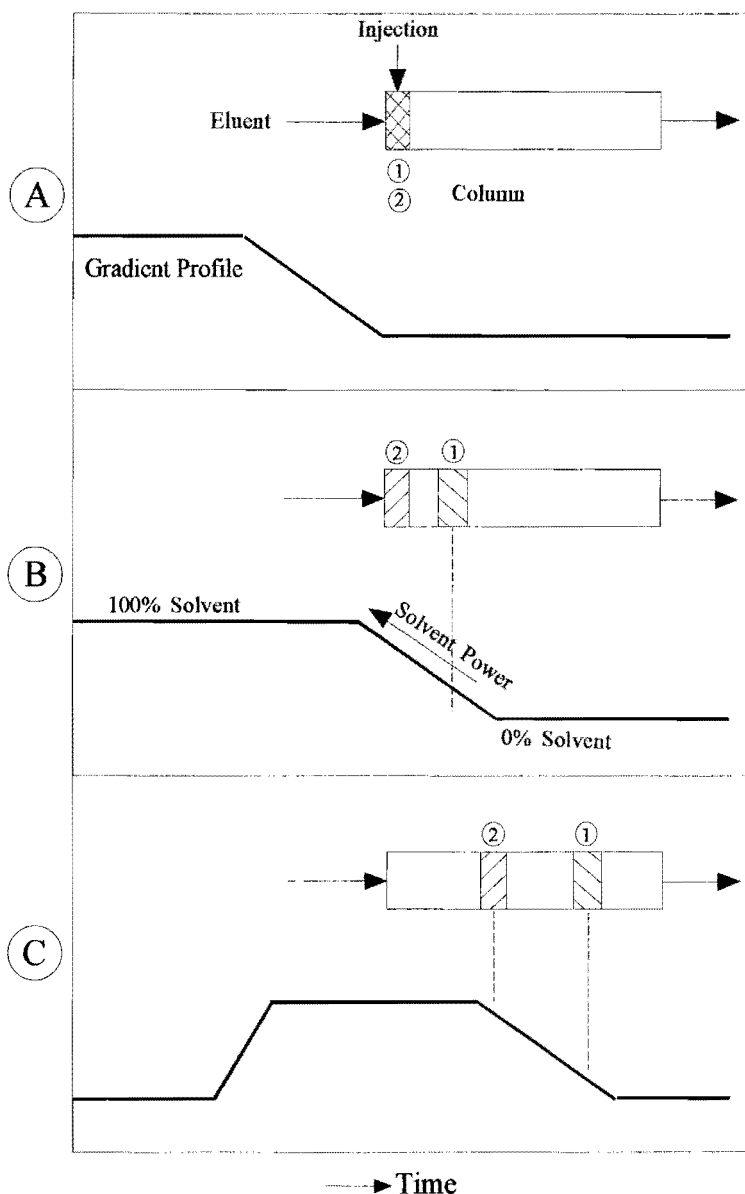 Injection
Eluent
①
②
Column
A
Gradient Profile
② ①
B
100% Solvent
Solvent Power
0% Solvent
② ①
C
Time